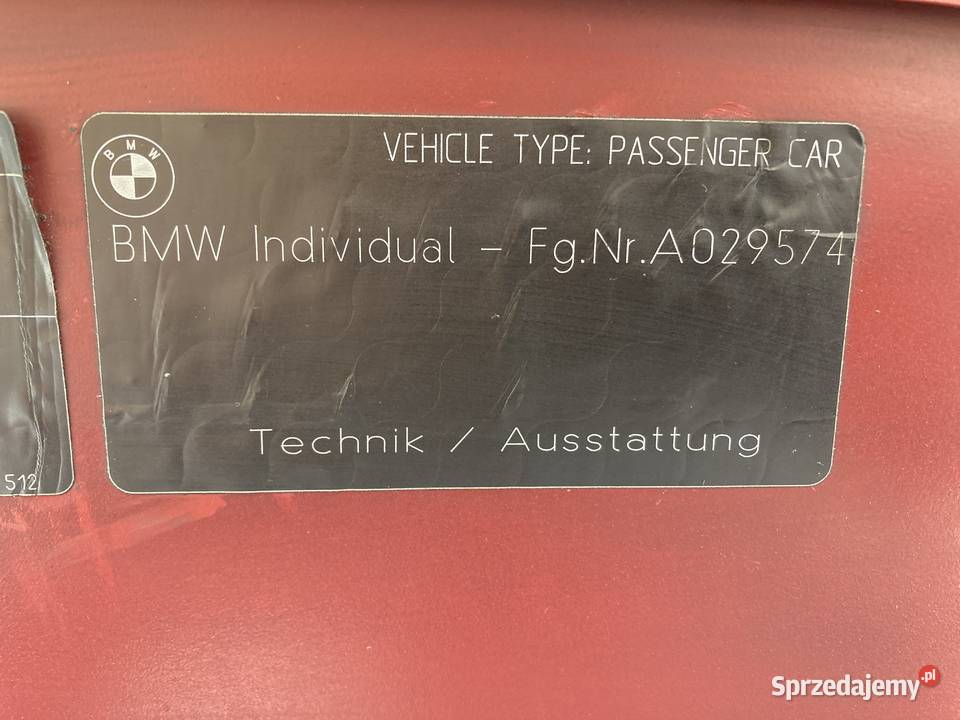 VEHICLE TYPE: PASSENGER CAR
BMW
BMW Individual - Fg.Nr.A029574
Technik / Ausstattung
512
Sprzedajemy.pl